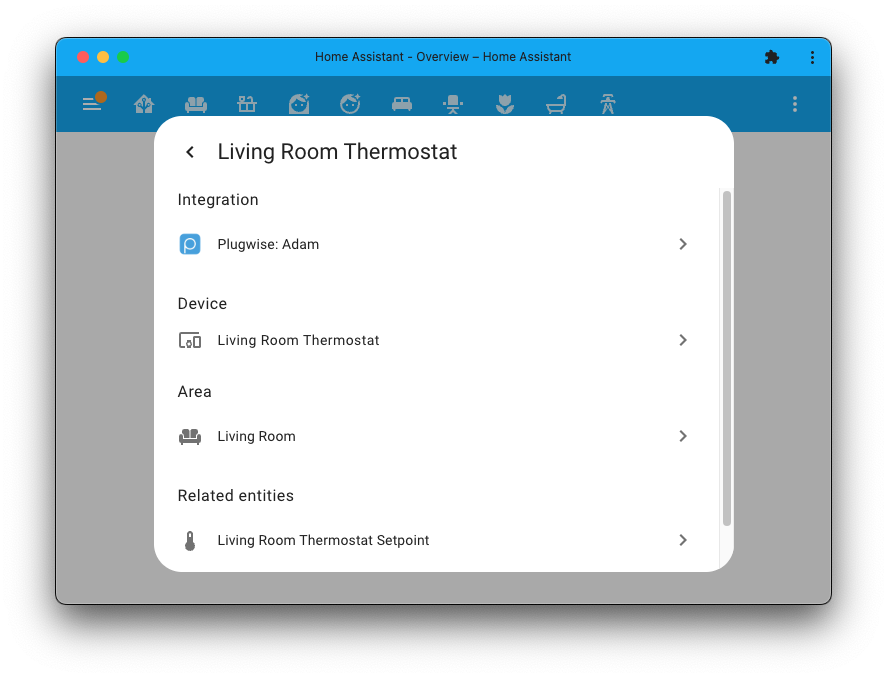 Home Assistant - Overview – Home Assistant
Living Room Thermostat
Integration
Plugwise: Adam
Device
Living Room Thermostat
Area
Living Room
Related entities
Living Room Thermostat Setpoint